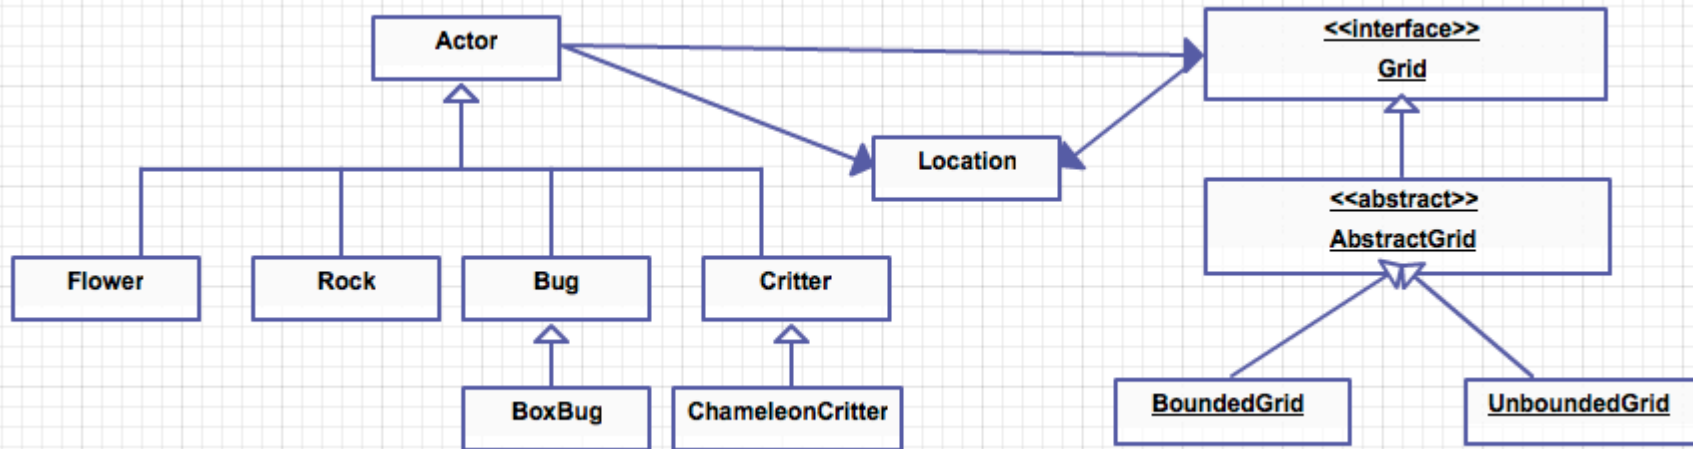 Actor
<<interface>>
Grid
Location
<<abstract>>
AbstractGrid
Flower
Rock
Bug
Critter
BoxBug
ChameleonCritter
BoundedGrid
UnboundedGrid